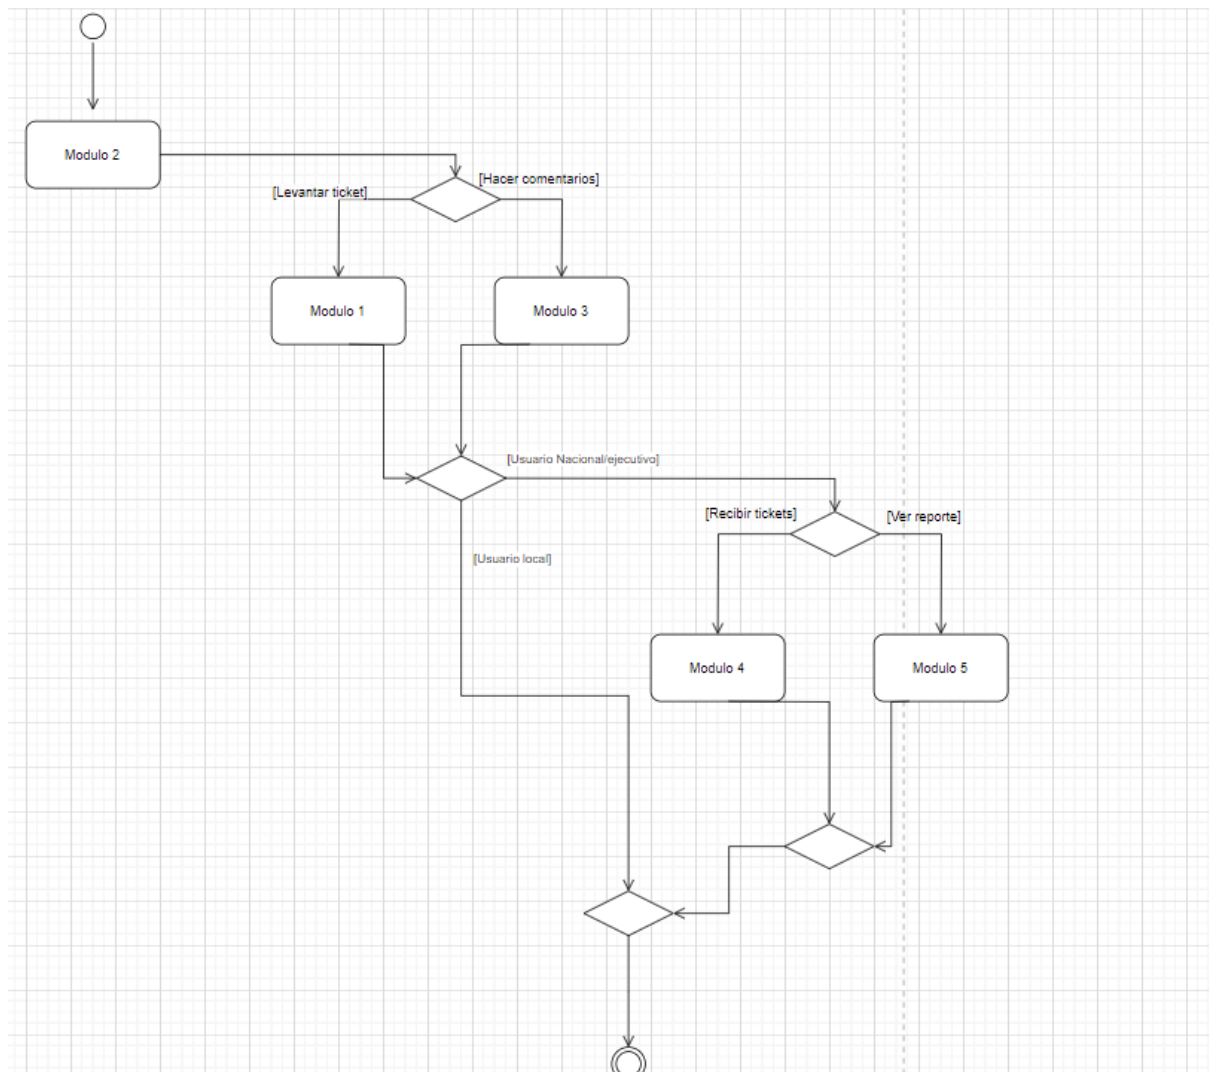 Modulo 2
[Hacer comentarios]
[Levantar ticket]
Modulo 1
Modulo 3
[Usuario Nacional/ejecutivo]
[Recibir tickets]
[Ver reporte]
[Usuario local]
Modulo 4
Modulo 5